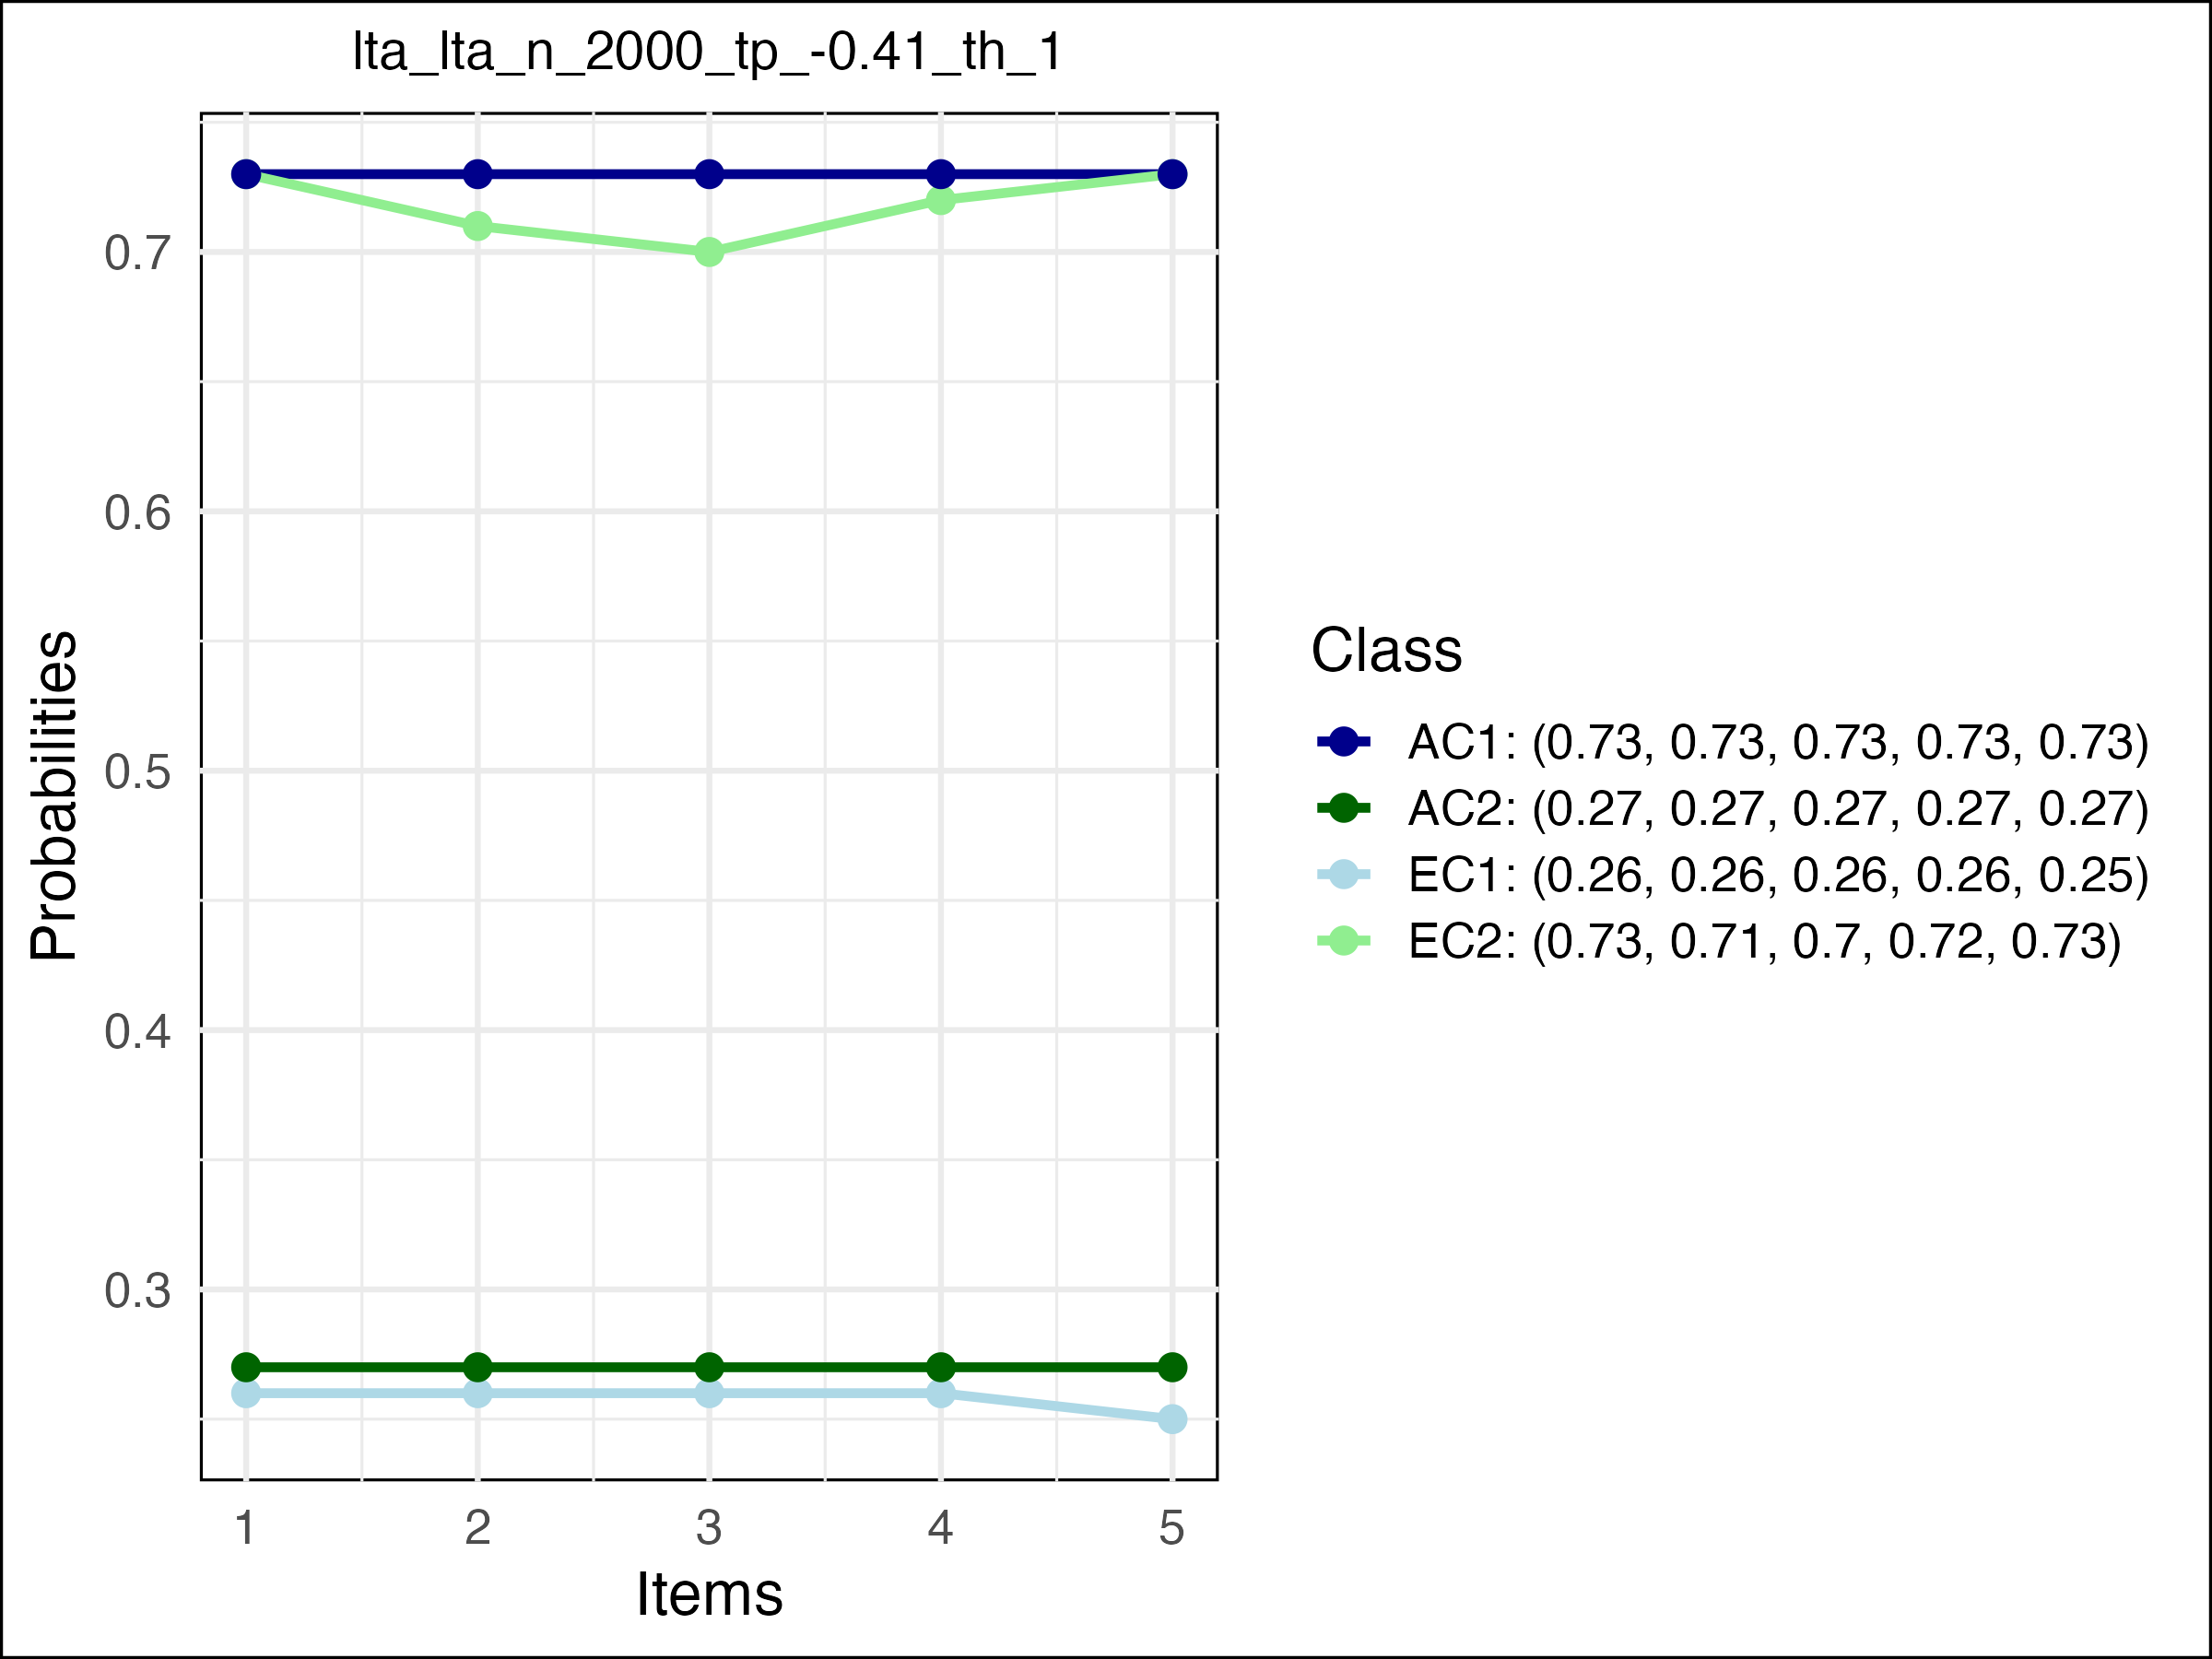 lta_lta_n_2000_tp_-0.41_th_1
Probabilities
0.7
0.6
0.5
0.4
0.3
1 2 3 4 5
Items
Class
AC1: (0.73, 0.73, 0.73, 0.73, 0.73)
AC2: (0.27, 0.27, 0.27, 0.27, 0.27)
EC1: (0.26, 0.26, 0.26, 0.26, 0.25)
EC2: (0.73, 0.71, 0.7, 0.72, 0.73)